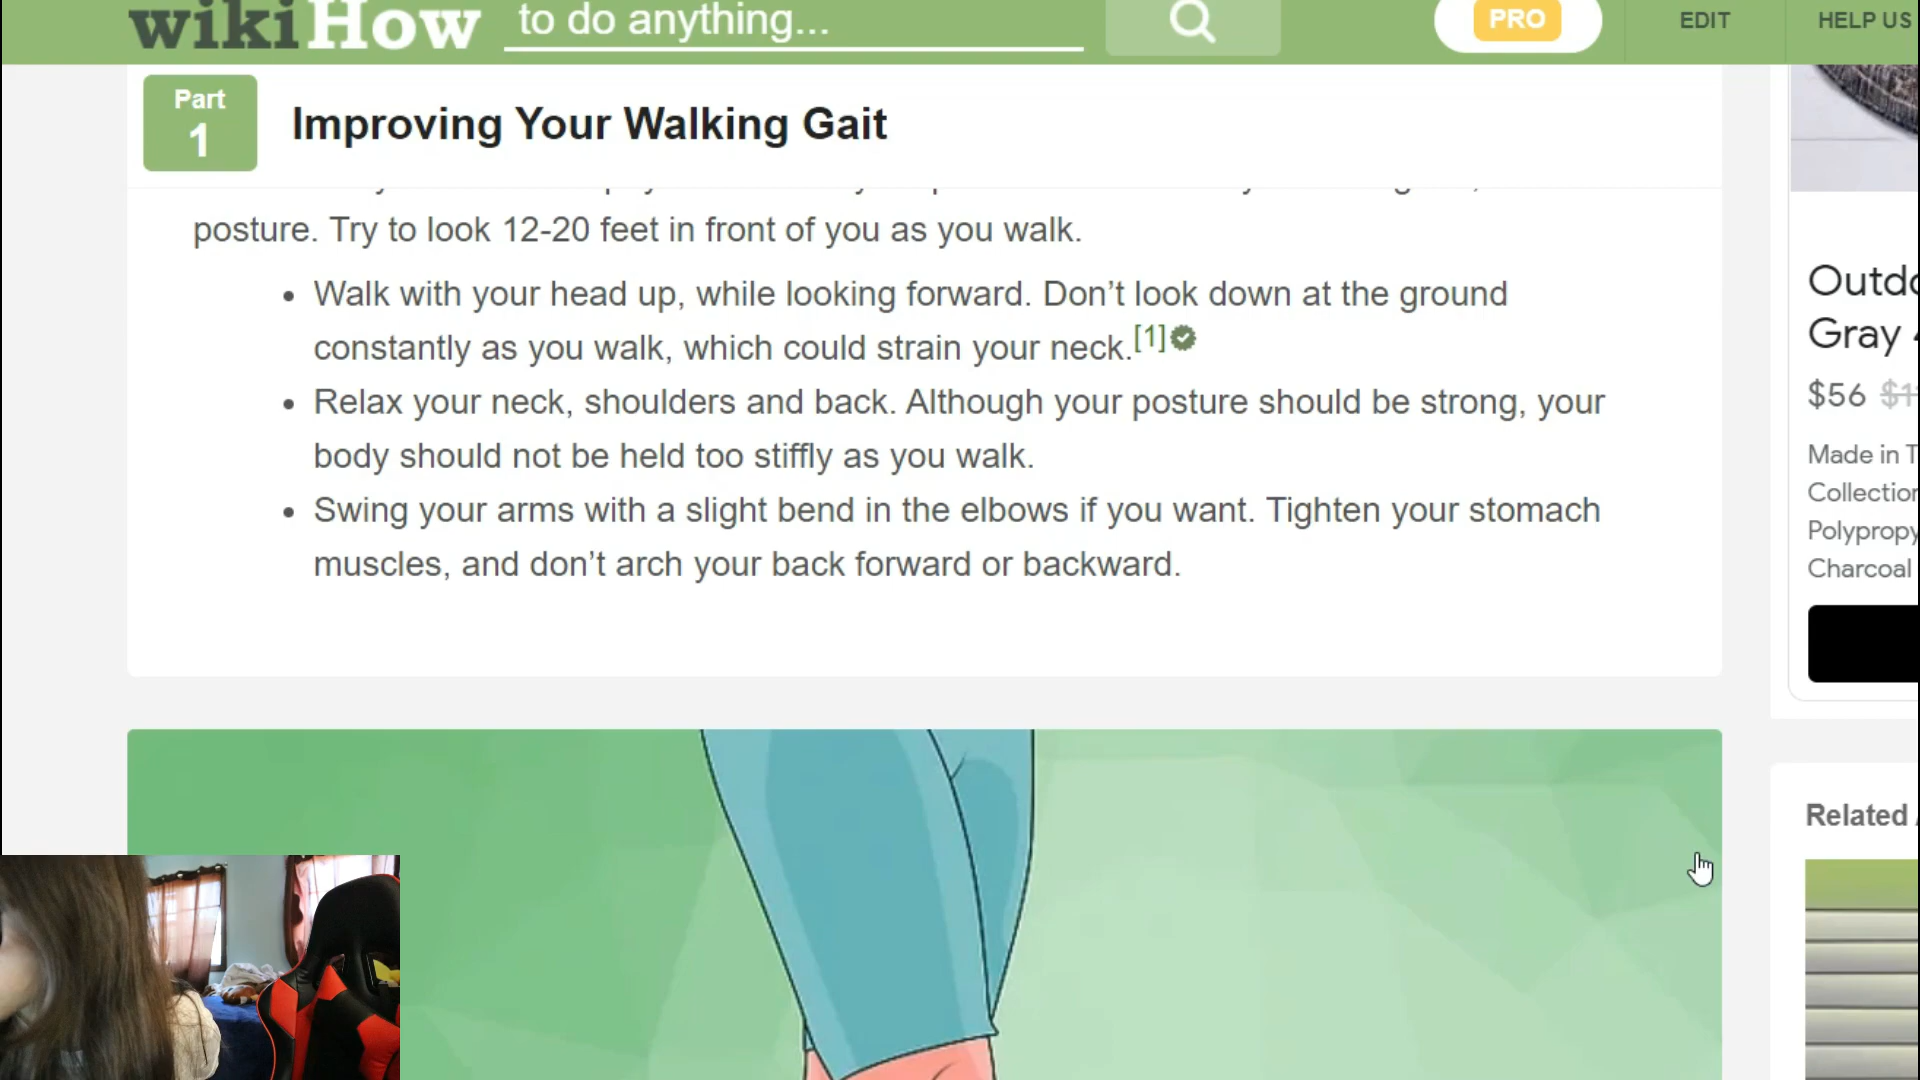 wikiHow to do anything... PRO EDIT HELP US
Part
1
Improving Your Walking Gait
posture. Try to look 12-20 feet in front of you as you walk.
• Walk with your head up, while looking forward. Don’t look down at the ground
constantly as you walk, which could strain your neck.[1]
• Relax your neck, shoulders and back. Although your posture should be strong, your
body should not be held too stiffly as you walk.
• Swing your arms with a slight bend in the elbows if you want. Tighten your stomach
muscles, and don’t arch your back forward or backward.
Gray
$56
Made in
Charcoal
Related